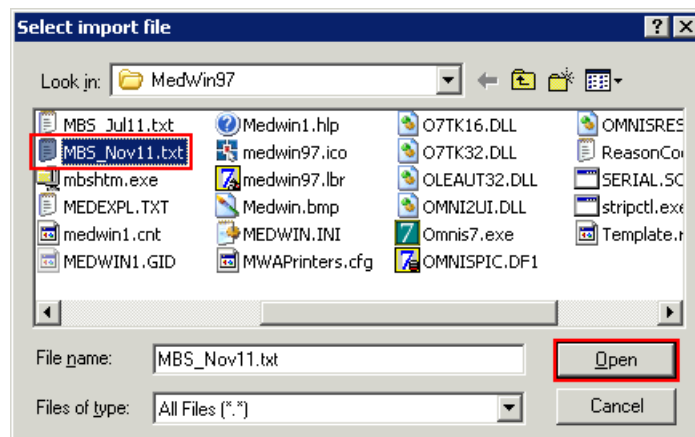 Select import file
Look in: MedWin97
MBS_Jul11.txt Medwin1.hlp O7TK16.DLL OMNISRES
MBS_Nov11.txt medwin97.ico O7TK32.DLL ReasonCo
mbshtm.exe medwin97.lbr OLEAUT32.DLL SERIAL.SC
MEDEXPL.TXT Medwin.bmp OMNI2UI.DLL stripctl.exe
medwin1.cnt MEDWIN.INI Omnis7.exe Template.r
MEDWIN1.GID MWAPrinters.cfg OMNISPIC.DF1
File name: MBS_Nov11.txt Open
Files of type: All Files (*.*) Cancel